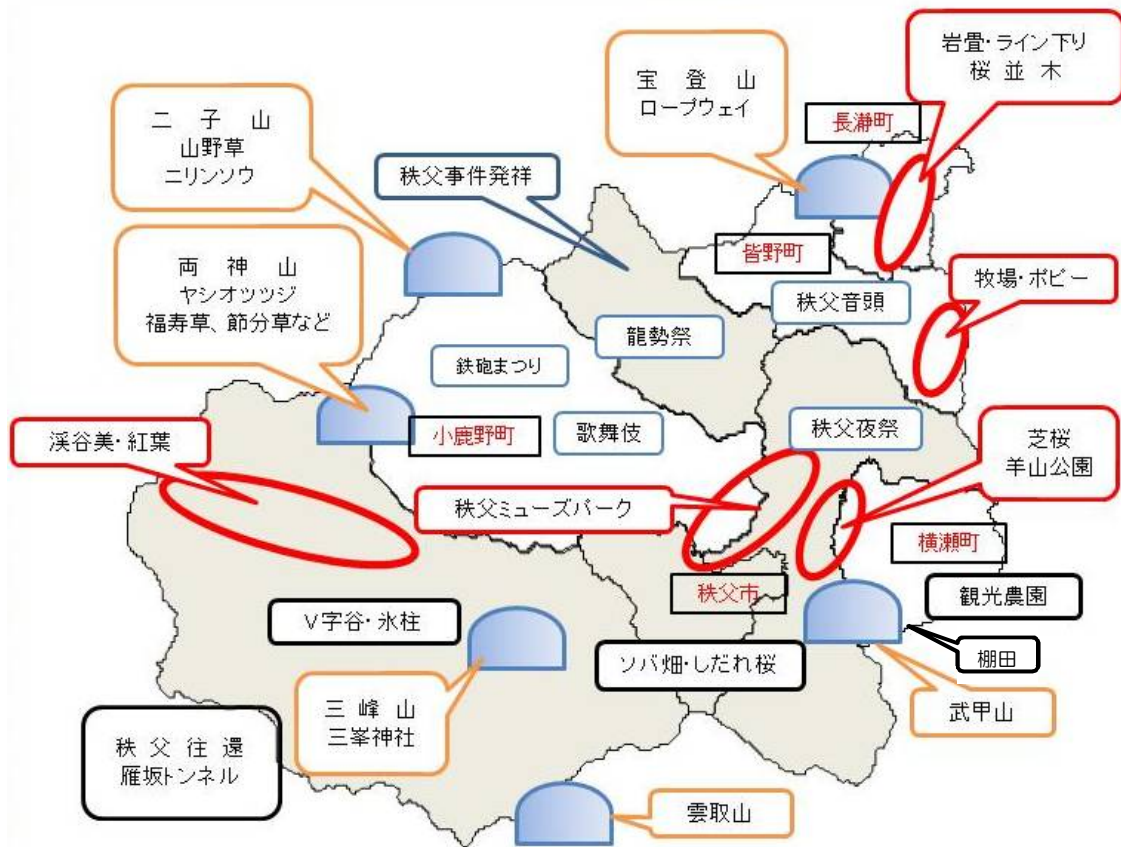 岩畳・ライン下り
桜並木
宝登山
ロープウェイ
長瀞町
二子山
山野草
ニリンソウ
秩父事件発祥
皆野町
両神山
ヤシオツツジ
福寿草、節分草など
牧場・ポピー
秩父音頭
龍勢祭
鉄砲まつり
小鹿野町
歌舞伎
秩父夜祭
芝桜
羊山公園
渓谷美・紅葉
秩父ミューズパーク
横瀬町
秩父市
観光農園
V字谷・氷柱
ソバ畑・しだれ桜
棚田
三峰山
三峯神社
武甲山
秩父往還
雁坂トンネル
雲取山